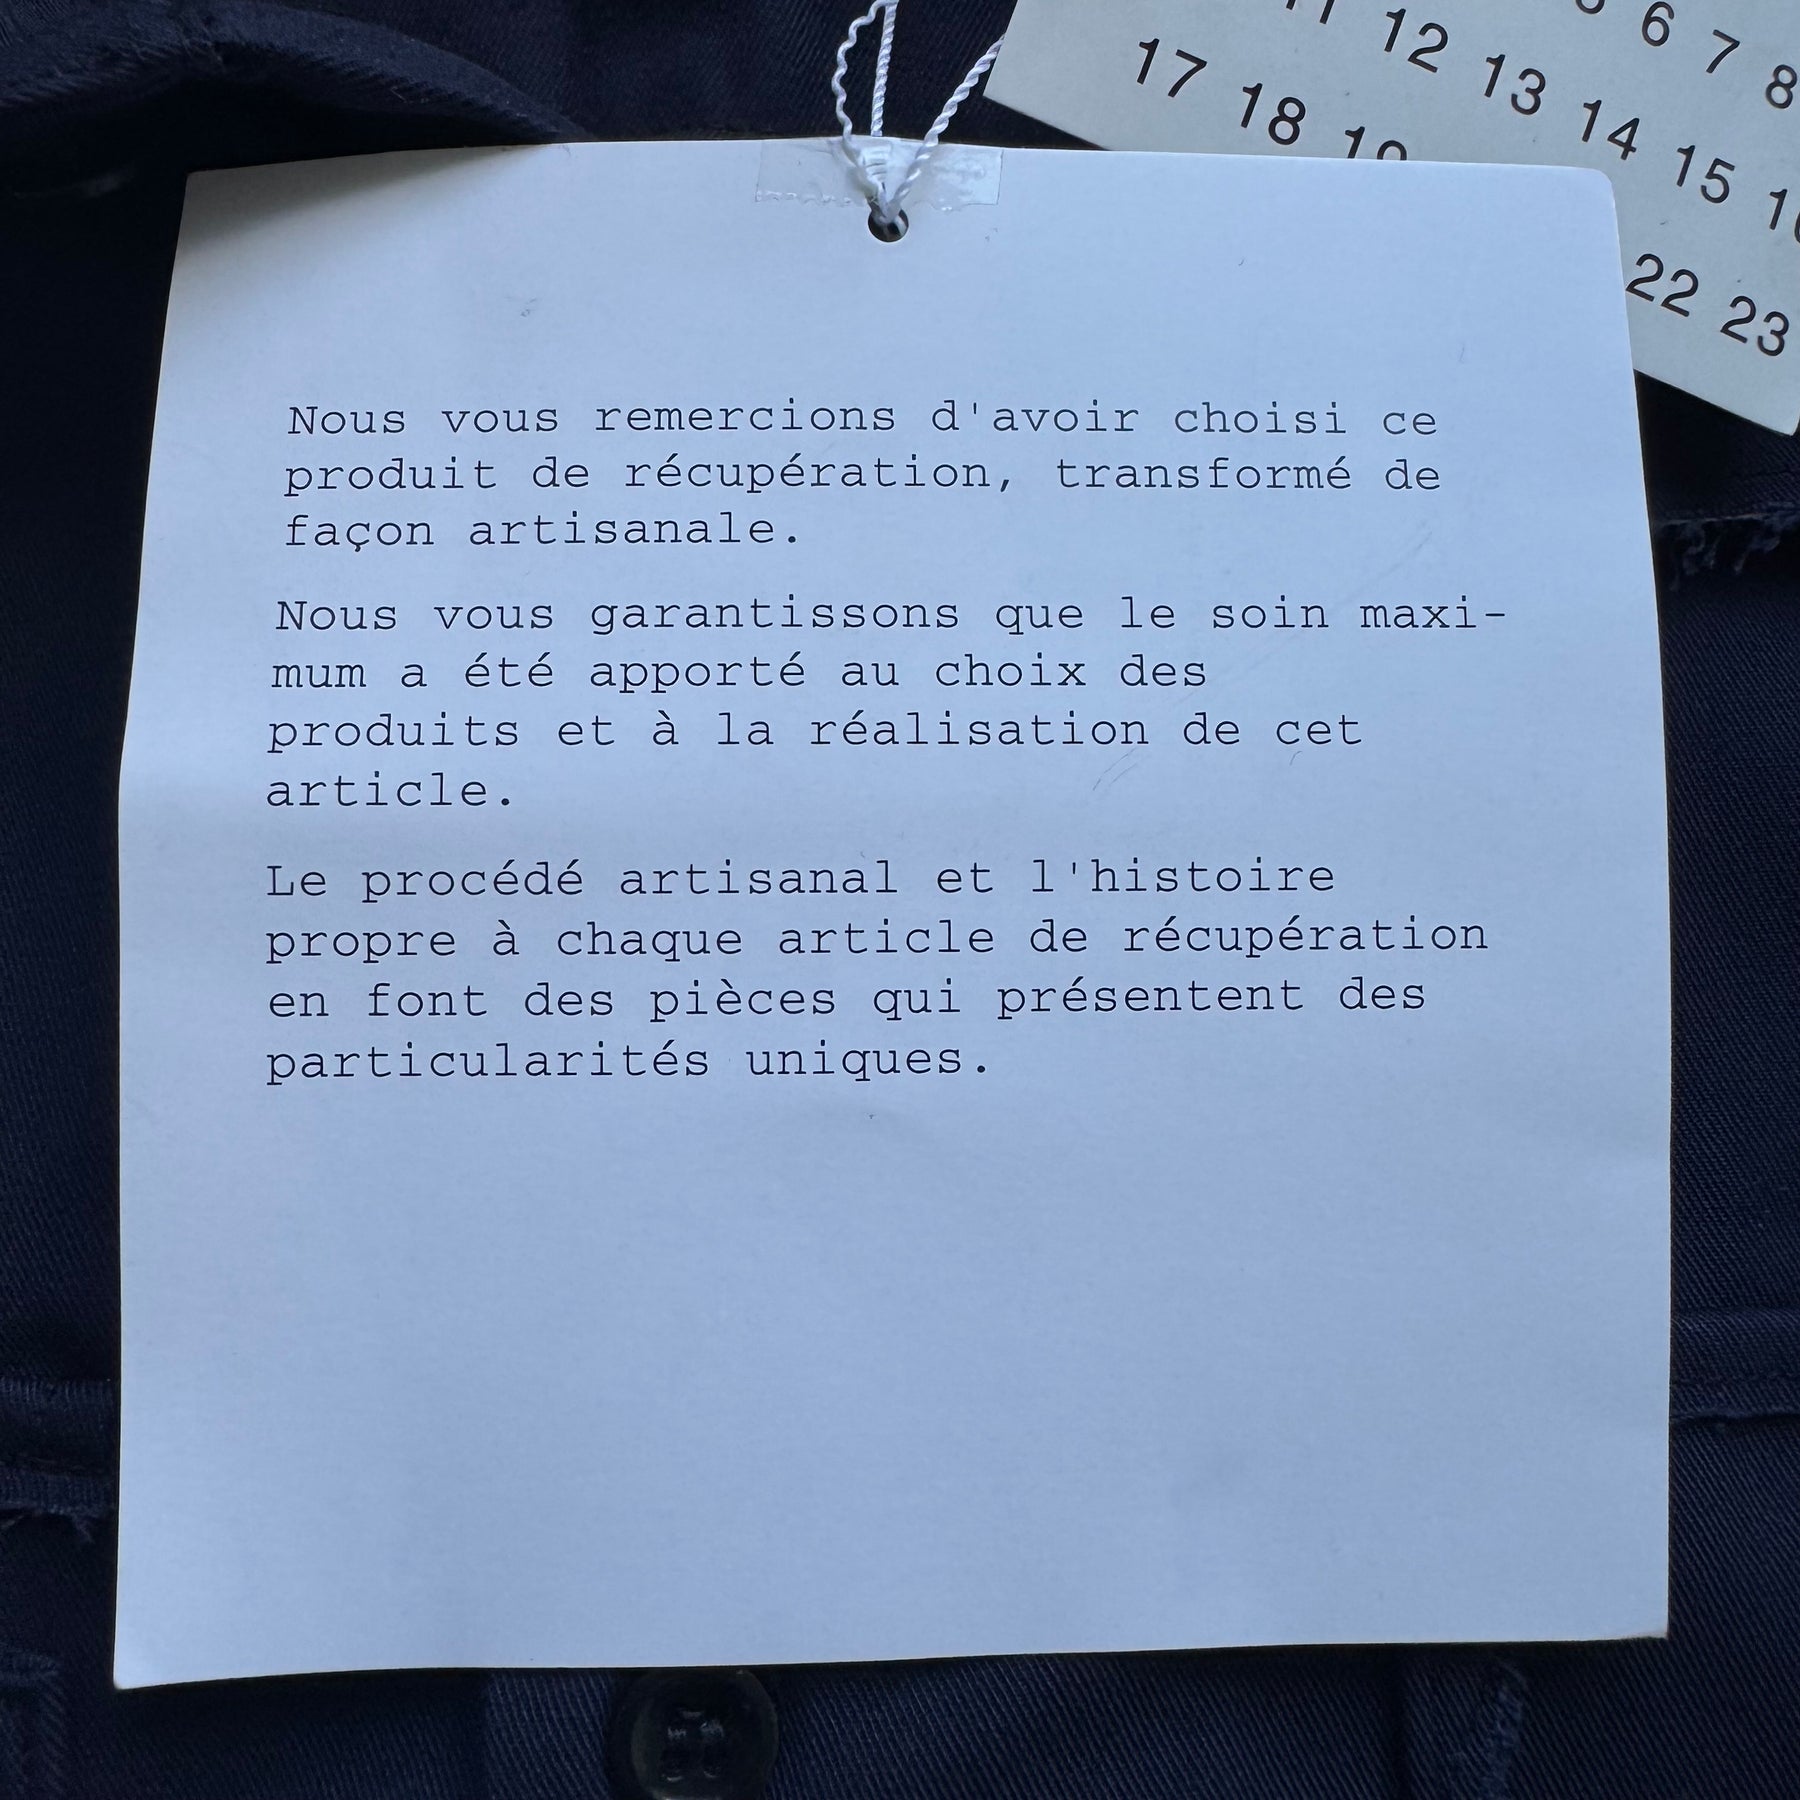 6 7 8
12 13 14 15
17 18
22 23
Nous vous remercions d'avoir choisi ce
produit de récupération, transformé de
façon artisanale.
Nous vous garantissons que le soin maxi-
mum a été apporté au choix des
produits et à la réalisation de cet
article.
Le procédé artisanal et l'histoire
propre à chaque article de récupération
en font des pièces qui présentent des
particularités uniques.